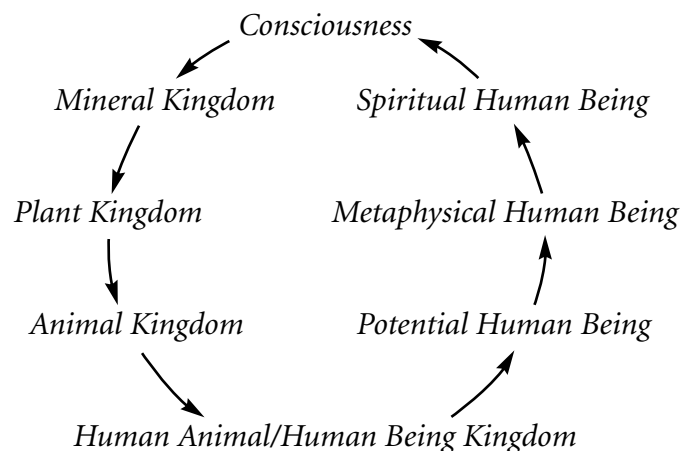 Consciousness
Mineral Kingdom
Spiritual Human Being
Plant Kingdom
Metaphysical Human Being
Animal Kingdom
Potential Human Being
Human Animal/Human Being Kingdom